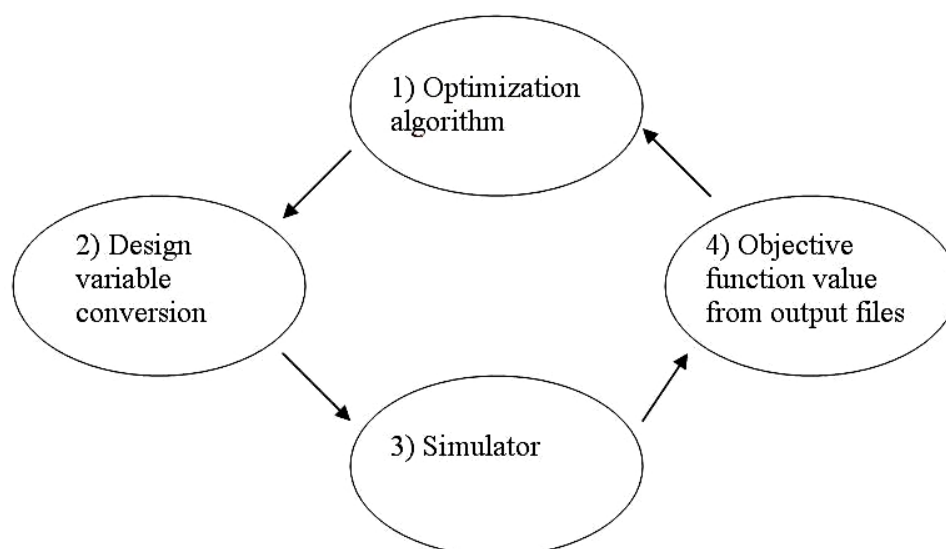 1) Optimization
algorithm
2) Design
variable
conversion
4) Objective
function value
from output files
3) Simulator